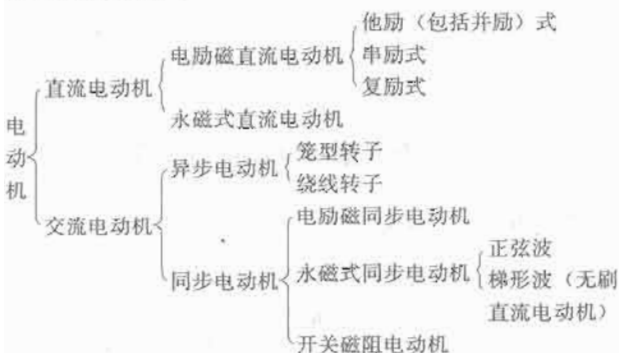 他励（包括并励）式
电励磁直流电动机
串励式
直流电动机
复励式
永磁式直流电动机
电动机
笼型转子
异步电动机
绕线转子
交流电动机
电励磁同步电动机
正弦波
同步电动机
永磁式同步电动机
梯形波（无刷
直流电动机）
开关磁阻电动机